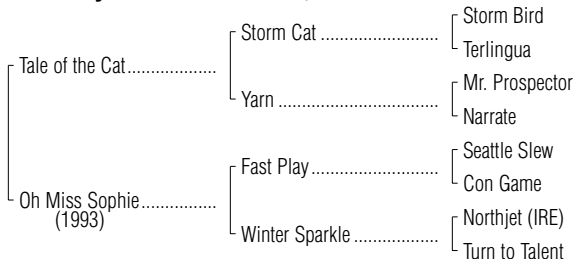 Storm Bird
Storm Cat ......................
Terlingua
Tale of the Cat..................
Mr. Prospector
Yarn ..............................
Narrate
Seattle Slew
Fast Play........................
Con Game
Oh Miss Sophie...............
(1993)
Northjet (IRE)
Winter Sparkle ................
Turn to Talent